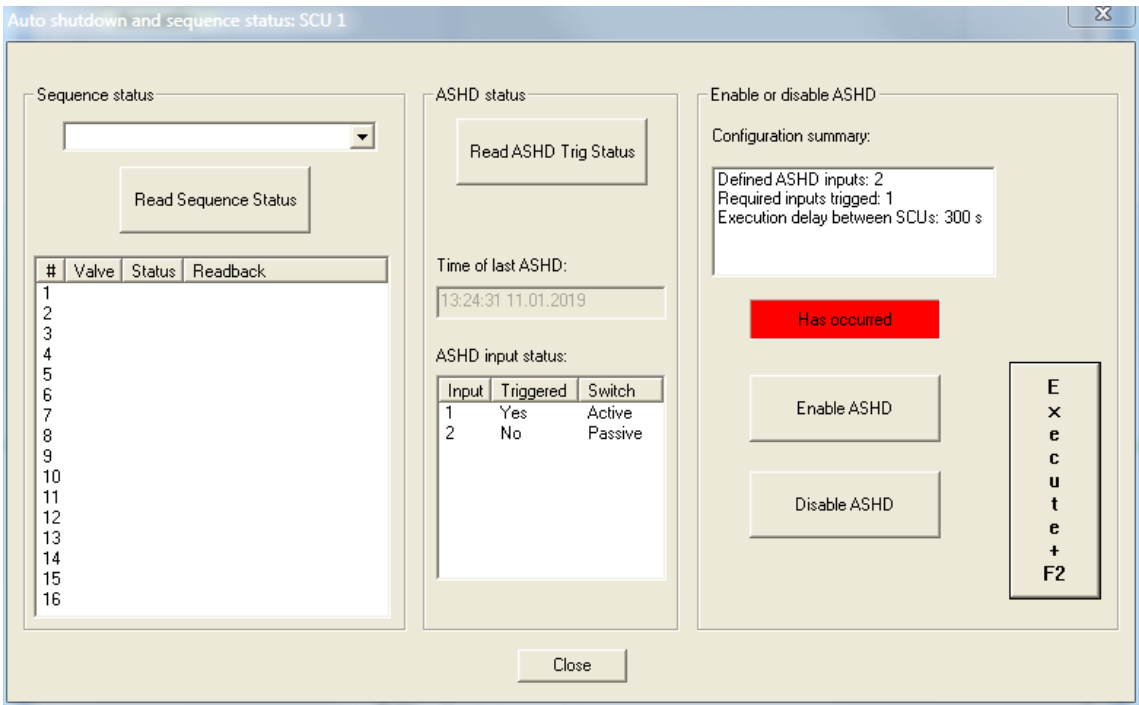 Auto shutdown and sequence status: SCU 1
Sequence status
Read Sequence Status
# Valve Status Readback
1
2
3
4
5
6
7
8
9
10
11
12
13
14
15
16
ASHD status
Read ASHD Trig Status
Time of last ASHD:
13:24:31 11.01.2019
ASHD input status:
Input Triggered Switch
1 Yes Active
2 No Passive
Enable or disable ASHD
Configuration summary:
Defined ASHD inputs: 2
Required inputs trigged: 1
Execution delay between SCUs: 300 s
Has occurred
Enable ASHD
Disable ASHD
E
x
e
c
u
t
e
+
F2
Close